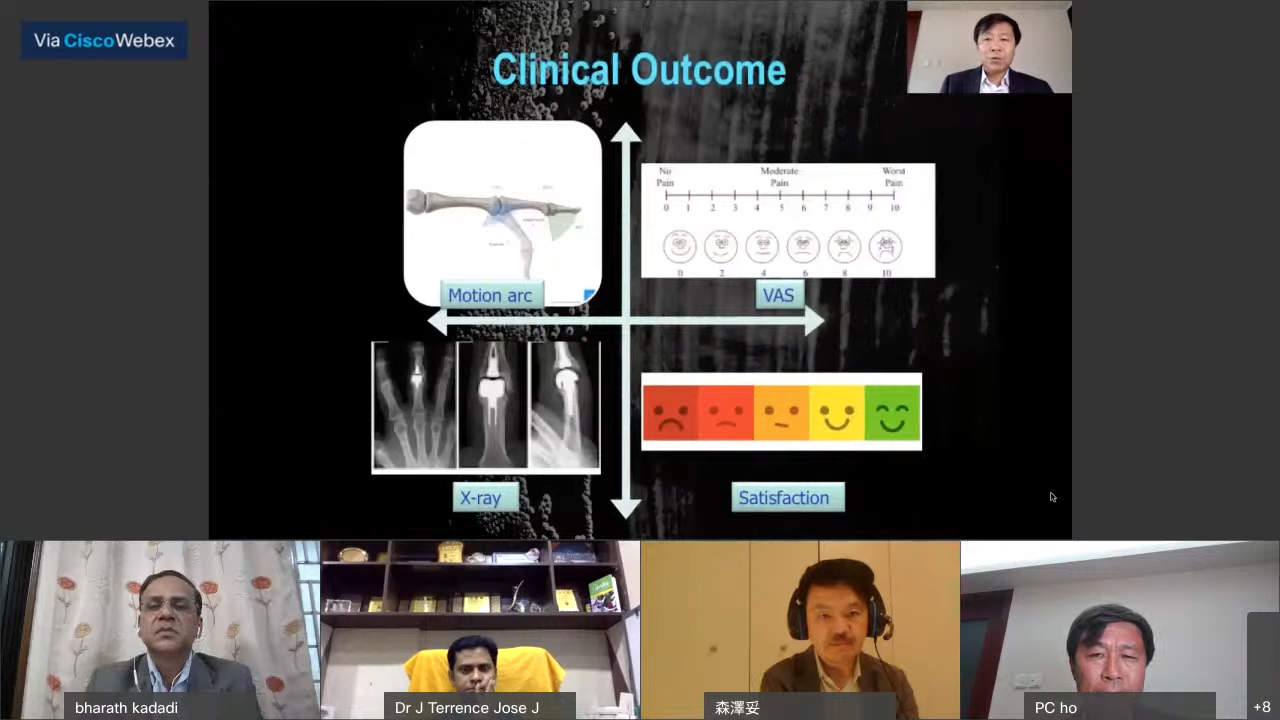 Via Cisco Webex
Clinical Outcome
No Pain
Moderate Pain
Worst Pain
0 1 2 3 4 5 6 7 8 9 10
0 2 4 6 8 10
Motion arc
VAS
X-ray
Satisfaction
bharath kadadi
Dr J Terrence Jose J
森澤妥
PC ho
+8